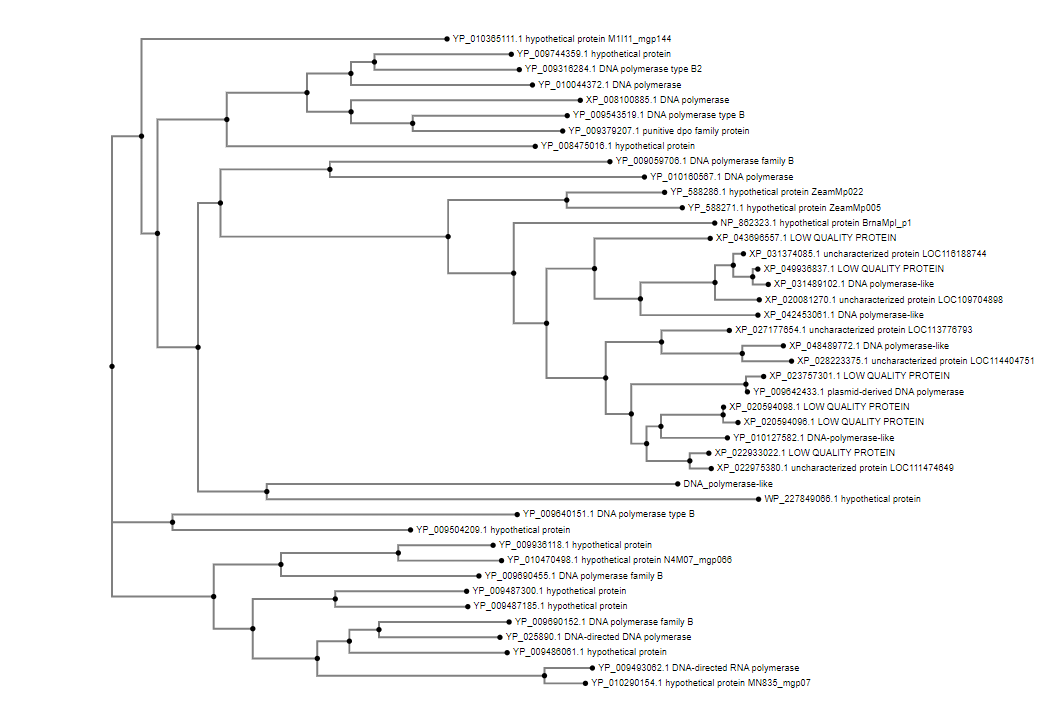 YP_010365111.1 hypothetical protein M1I11_mgp144
YP_009744359.1 hypothetical protein
YP_009316284.1 DNA polymerase type B2
YP_010044372.1 DNA polymerase
XP_008100885.1 DNA polymerase
YP_009543519.1 DNA polymerase type B
YP_009379207.1 punitive dpo family protein
YP_008475016.1 hypothetical protein
YP_009059706.1 DNA polymerase family B
YP_010160567.1 DNA polymerase
YP_588286.1 hypothetical protein ZeamMp022
YP_588271.1 hypothetical protein ZeamMp005
NP_862323.1 hypothetical protein BrnaMpl_p1
XP_043696557.1 LOW QUALITY PROTEIN
XP_031374085.1 uncharacterized protein LOC116188744
XP_049936837.1 LOW QUALITY PROTEIN
XP_031489102.1 DNA polymerase-like
XP_020081270.1 uncharacterized protein LOC109704898
XP_042453061.1 DNA polymerase-like
XP_027177654.1 uncharacterized protein LOC113776793
XP_048489772.1 DNA polymerase-like
XP_028223375.1 uncharacterized protein LOC114404751
XP_023757301.1 LOW QUALITY PROTEIN
YP_009642433.1 plasmid-derived DNA polymerase
XP_020594098.1 LOW QUALITY PROTEIN
XP_020594096.1 LOW QUALITY PROTEIN
YP_010127582.1 DNA-polymerase-like
XP_022933022.1 LOW QUALITY PROTEIN
XP_022975380.1 uncharacterized protein LOC111474649
DNA_polymerase-like
WP_227849066.1 hypothetical protein
YP_009640151.1 DNA polymerase type B
YP_009504209.1 hypothetical protein
YP_009936118.1 hypothetical protein
YP_010470498.1 hypothetical protein N4M07_mgp066
YP_009690455.1 DNA polymerase family B
YP_009487300.1 hypothetical protein
YP_009487185.1 hypothetical protein
YP_009690152.1 DNA polymerase family B
YP_025890.1 DNA-directed DNA polymerase
YP_009486061.1 hypothetical protein
YP_009493062.1 DNA-directed RNA polymerase
YP_010290154.1 hypothetical protein MN835_mgp07